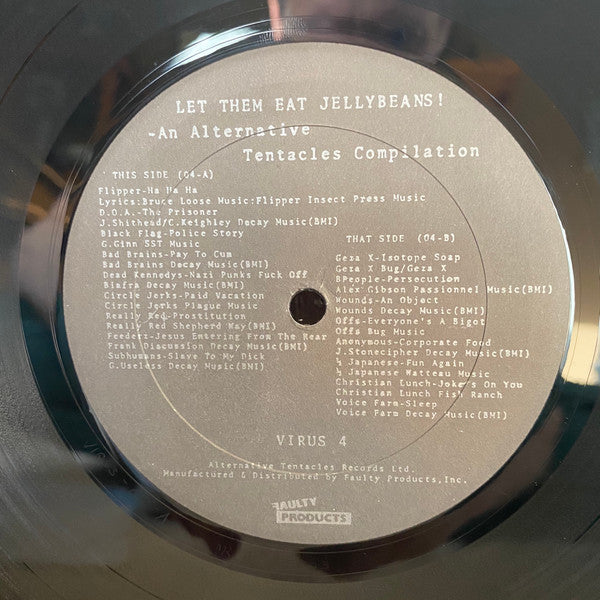 LET THEM EAT JELLYBEANS!
-An Alternative
Tentacles Compilation
THIS SIDE (04-A)
Flipper-Ha Ha Ha
Lyrics:Bruce Loose Music:Flipper Insect Press Music
D.O.A.-The Prisoner
J.Shithead/C.Keighley Decay Music(BMI)
Black Flag-Police Story
G.Ginn SST Music
Bad Brains-Pay To Cum
Bad Brains Decay Music(BMI)
Dead Kennedys-Nazi Punks Fuck Off
Biafra Decay Music(BMI)
Circle Jerks-Paid Vacation
Circle Jerks Plague Music
Really Red-Prostitution
Really Red Shepherd Way(BMI)
Feederz-Jesus Entering From The Rear
Frank Discussion Decay Music(BMI)
Subhumans-Slave To My Dick
G.Useless Decay Music(BMI)
THAT SIDE (04-B)
Geza X-Isotope Soap
Geza X Bug/Geza X
BPeople-Persecution
Alex Gibson Passionnel Music(BMI)
Wounds-An Object
Wounds Decay Music(BMI)
Offs-Everyone's A Bigot
Offs Bug Music
Anonymous-Corporate Food
J.Stonecipher Decay Music(BMI)
½ Japanese-Fun Again
½ Japanese Watteau Music
Christian Lunch-Joke's On You
Christian Lunch Fish Ranch
Voice Farm-Sleep
Voice Farm Decay Music(BMI)
VIRUS 4
Alternative Tentacles Records Ltd.
Manufactured & Distributed by Faulty Products,Inc.
FAULTY
PRODUCTS